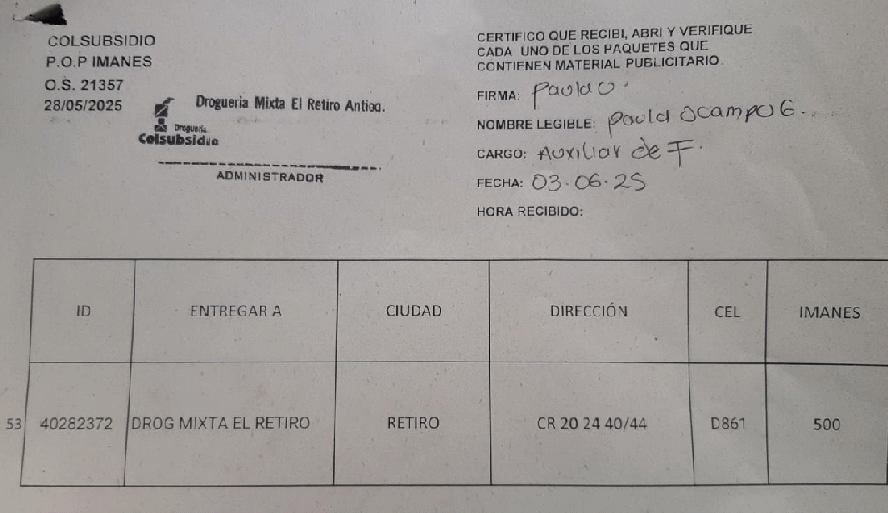 COLSUBSIDIO
P.O.P IMANES
O.S. 21357
28/05/2025
Drogueria Mixta El Retiro Antioq.
Droguería
Colsubsidio
ADMINISTRADOR
CERTIFICO QUE RECIBI, ABRI Y VERIFIQUE
CADA UNO DE LOS PAQUETES QUE
CONTIENEN MATERIAL PUBLICITARIO.
FIRMA: Paula O.
NOMBRE LEGIBLE: Paula Ocampo G.
CARGO: Auxiliar de F.
FECHA: 03-06-25
HORA RECIBIDO:
ID ENTREGAR A CIUDAD DIRECCIÓN CEL IMANES
53 40282372 DROG MIXTA EL RETIRO RETIRO CR 20 24 40/44 D861 500